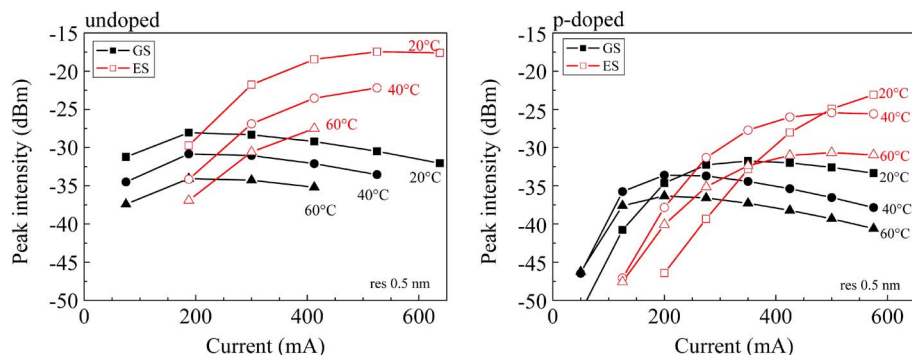 undoped
-15
-20
-25
-30
-35
-40
-45
-50
Peak intensity (dBm)
GS
ES
20°C
40°C
60°C
20°C
40°C
60°C
res 0.5 nm
0
200
400
600
Current (mA)
p-doped
-15
-20
-25
-30
-35
-40
-45
-50
Peak intensity (dBm)
GS
ES
20°C
40°C
60°C
20°C
40°C
60°C
res 0.5 nm
0
200
400
600
Current (mA)